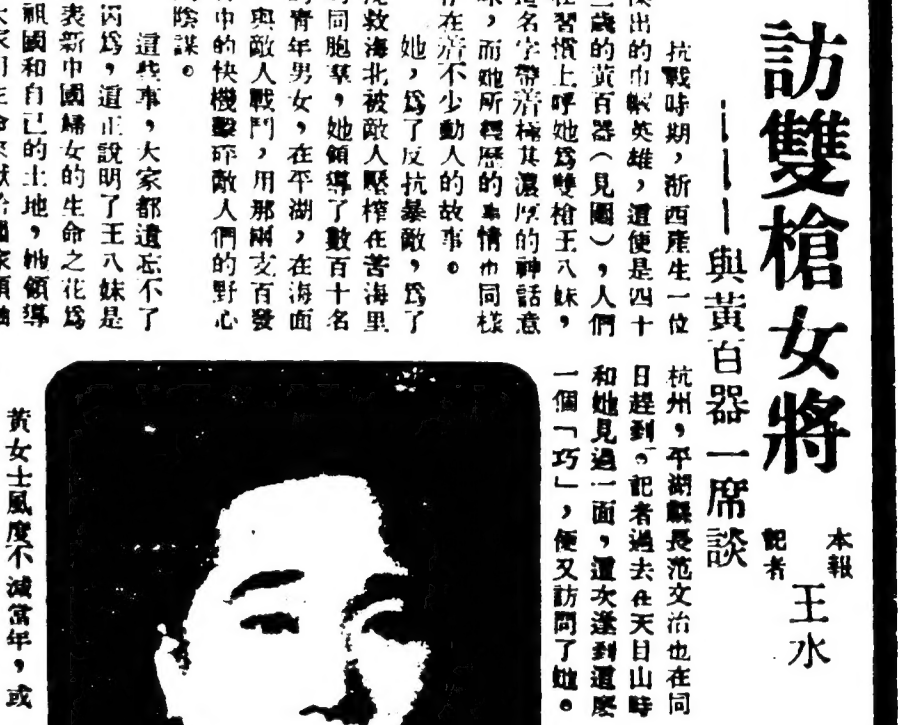 訪雙槍女將
————與黃百器一席談
本報
記者
王水
抗戰時期，浙西產生一位
傑出的巾幗英雄，這便是四十
二歲的黃百器（見圖），人們
在習慣上呼她爲雙槍王八妹，
這名字帶着極其濃厚的神話意
味，而她所經歷的事情也同樣
存在着不少動人的故事。
她，爲了反抗暴敵，爲了
救海北被敵人壓榨在苦海里
同胞羣，她領導了數百十名
青年男女，在平湖，在海面
與敵人戰鬥，用那兩支百發
中的快機擊碎敵人們的野心
陰謀。
這些事，大家都遺忘不了
爲，這正說明了王八妹是
表新中國婦女的生命之花爲
祖國和自己的土地，她領導
杭州，平湖縣長范文治也在同
日趕到。記者過去在天目山時
和她見過一面，這次逢到這麼
一個「巧」，便又訪問了她。
黃女士風度不減當年，或